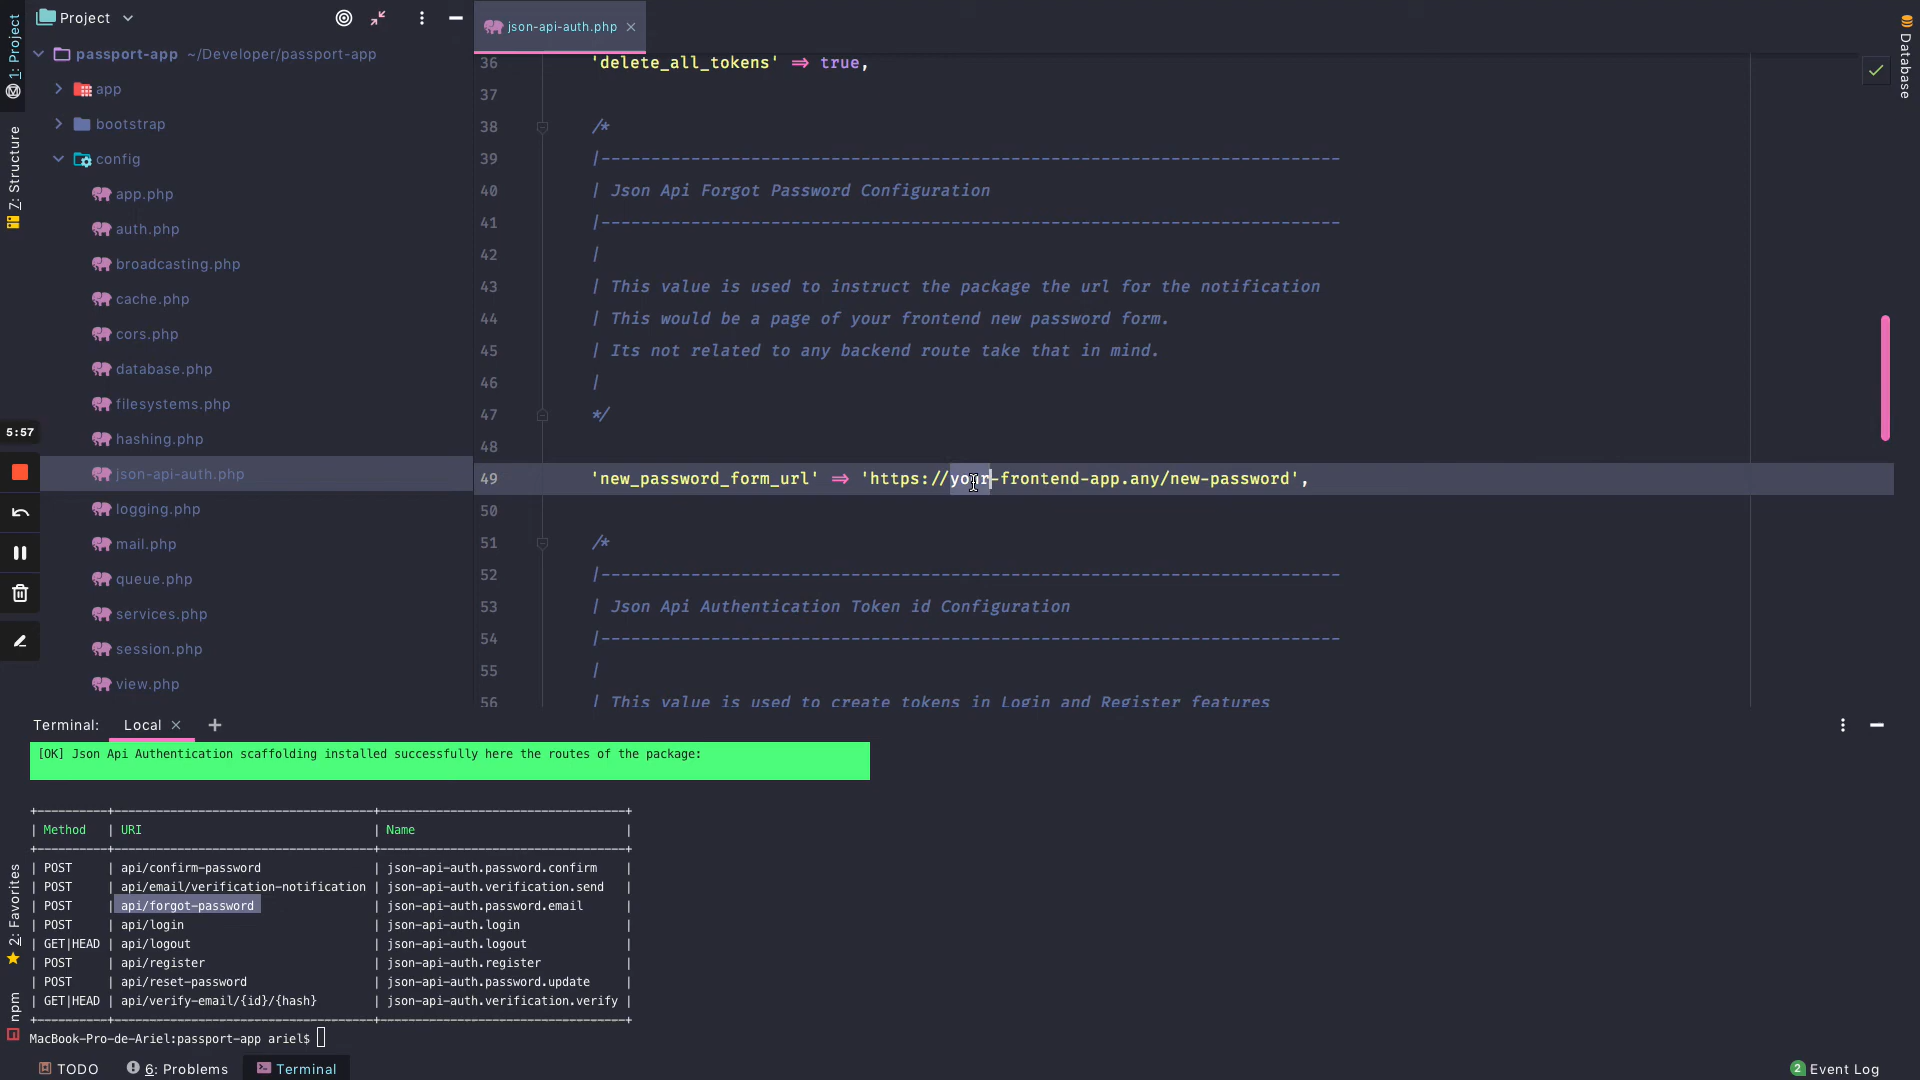 Project
json-api-auth.php
passport-app ~/Developer/passport-app
app
bootstrap
config
app.php
auth.php
broadcasting.php
cache.php
cors.php
database.php
filesystems.php
hashing.php
json-api-auth.php
logging.php
mail.php
queue.php
services.php
session.php
view.php
1: Project
7: Structure
5:57
2: Favorites
npm
Database
36 'delete_all_tokens' => true,
37
38 /*
39 |--------------------------------------------------------------------------
40 | Json Api Forgot Password Configuration
41 |--------------------------------------------------------------------------
42 |
43 | This value is used to instruct the package the url for the notification
44 | This would be a page of your frontend new password form.
45 | Its not related to any backend route take that in mind.
46 |
47 */
48
49 'new_password_form_url' => 'https://your-frontend-app.any/new-password',
50
51 /*
52 |--------------------------------------------------------------------------
53 | Json Api Authentication Token id Configuration
54 |--------------------------------------------------------------------------
55 |
56 | This value is used to create tokens in Login and Register features
Terminal: Local
[OK] Json Api Authentication scaffolding installed successfully here the routes of the package:
| Method | URI | Name |
| POST | api/confirm-password | json-api-auth.password.confirm |
| POST | api/email/verification-notification | json-api-auth.verification.send |
| POST | api/forgot-password | json-api-auth.password.email |
| POST | api/login | json-api-auth.login |
| GET|HEAD | api/logout | json-api-auth.logout |
| POST | api/register | json-api-auth.register |
| POST | api/reset-password | json-api-auth.password.update |
| GET|HEAD | api/verify-email/{id}/{hash} | json-api-auth.verification.verify |
MacBook-Pro-de-Ariel:passport-app ariel$
TODO 6: Problems Terminal 2 Event Log